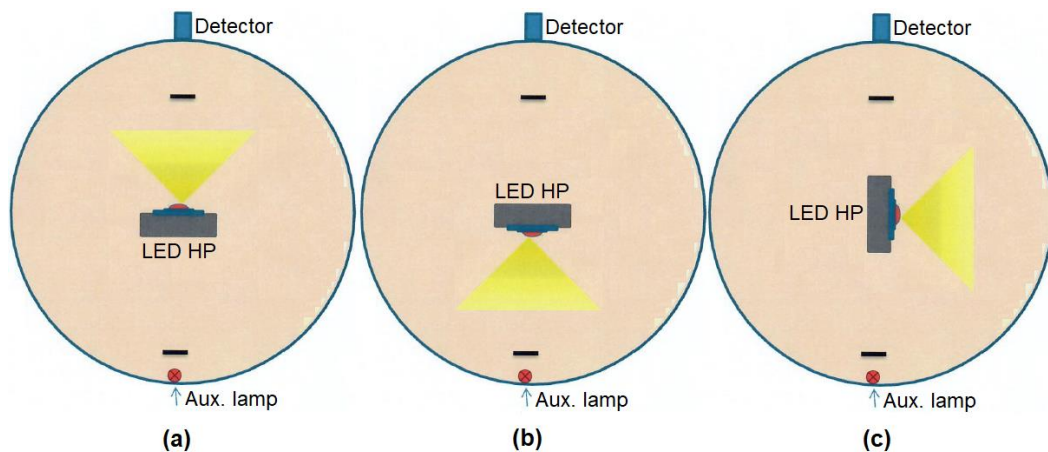 Detector
LED HP
Aux. lamp
(a)
Detector
LED HP
Aux. lamp
(b)
Detector
LED HP
Aux. lamp
(c)